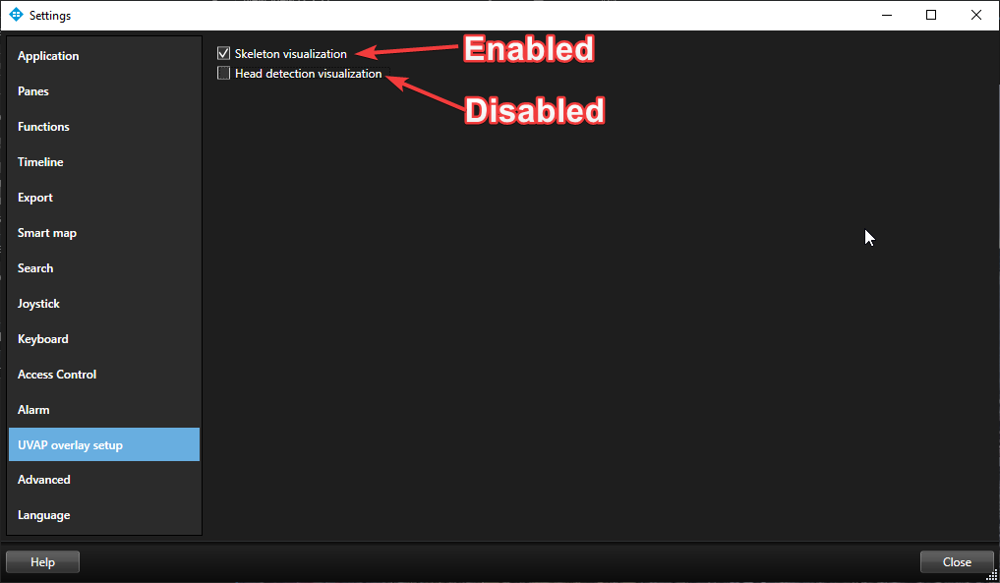 Settings
Application
Panes
Functions
Timeline
Export
Smart map
Search
Joystick
Keyboard
Access Control
Alarm
UVAP overlay setup
Advanced
Language
Skeleton visualization
Enabled
Head detection visualization
Disabled
Help
Close